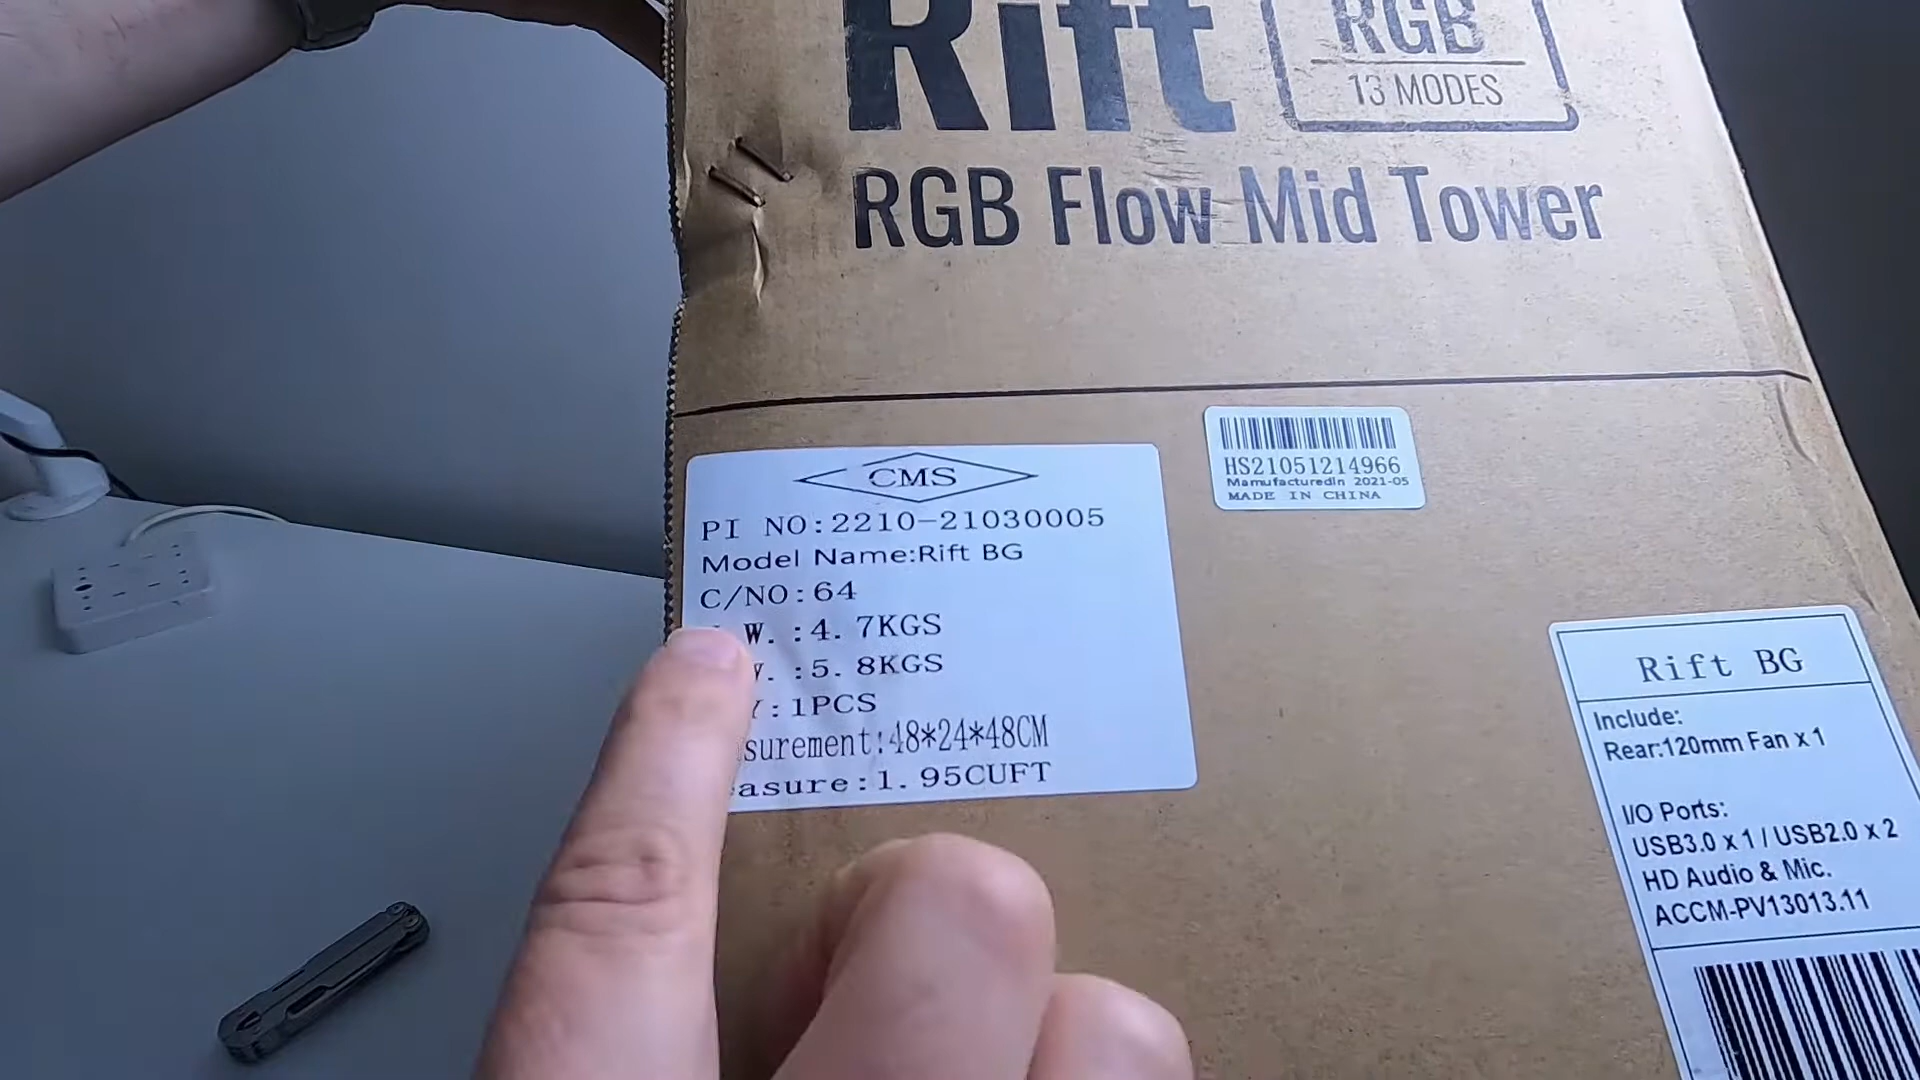 Rift
RGB
13 MODES
RGB Flow Mid Tower
HS21051214966
MamufacturedIn 2021-05
MADE IN CHINA
CMS
PI NO:2210-21030005
Model Name:Rift BG
C/NO:64
W.:4.7KGS
W.:5.8KGS
Y:1PCS
surement:48*24*48CM
easure:1.95CUFT
Rift BG
Include:
Rear:120mm Fan x 1
I/O Ports:
USB3.0 x 1 / USB2.0 x 2
HD Audio & Mic.
ACCM-PV13013.11